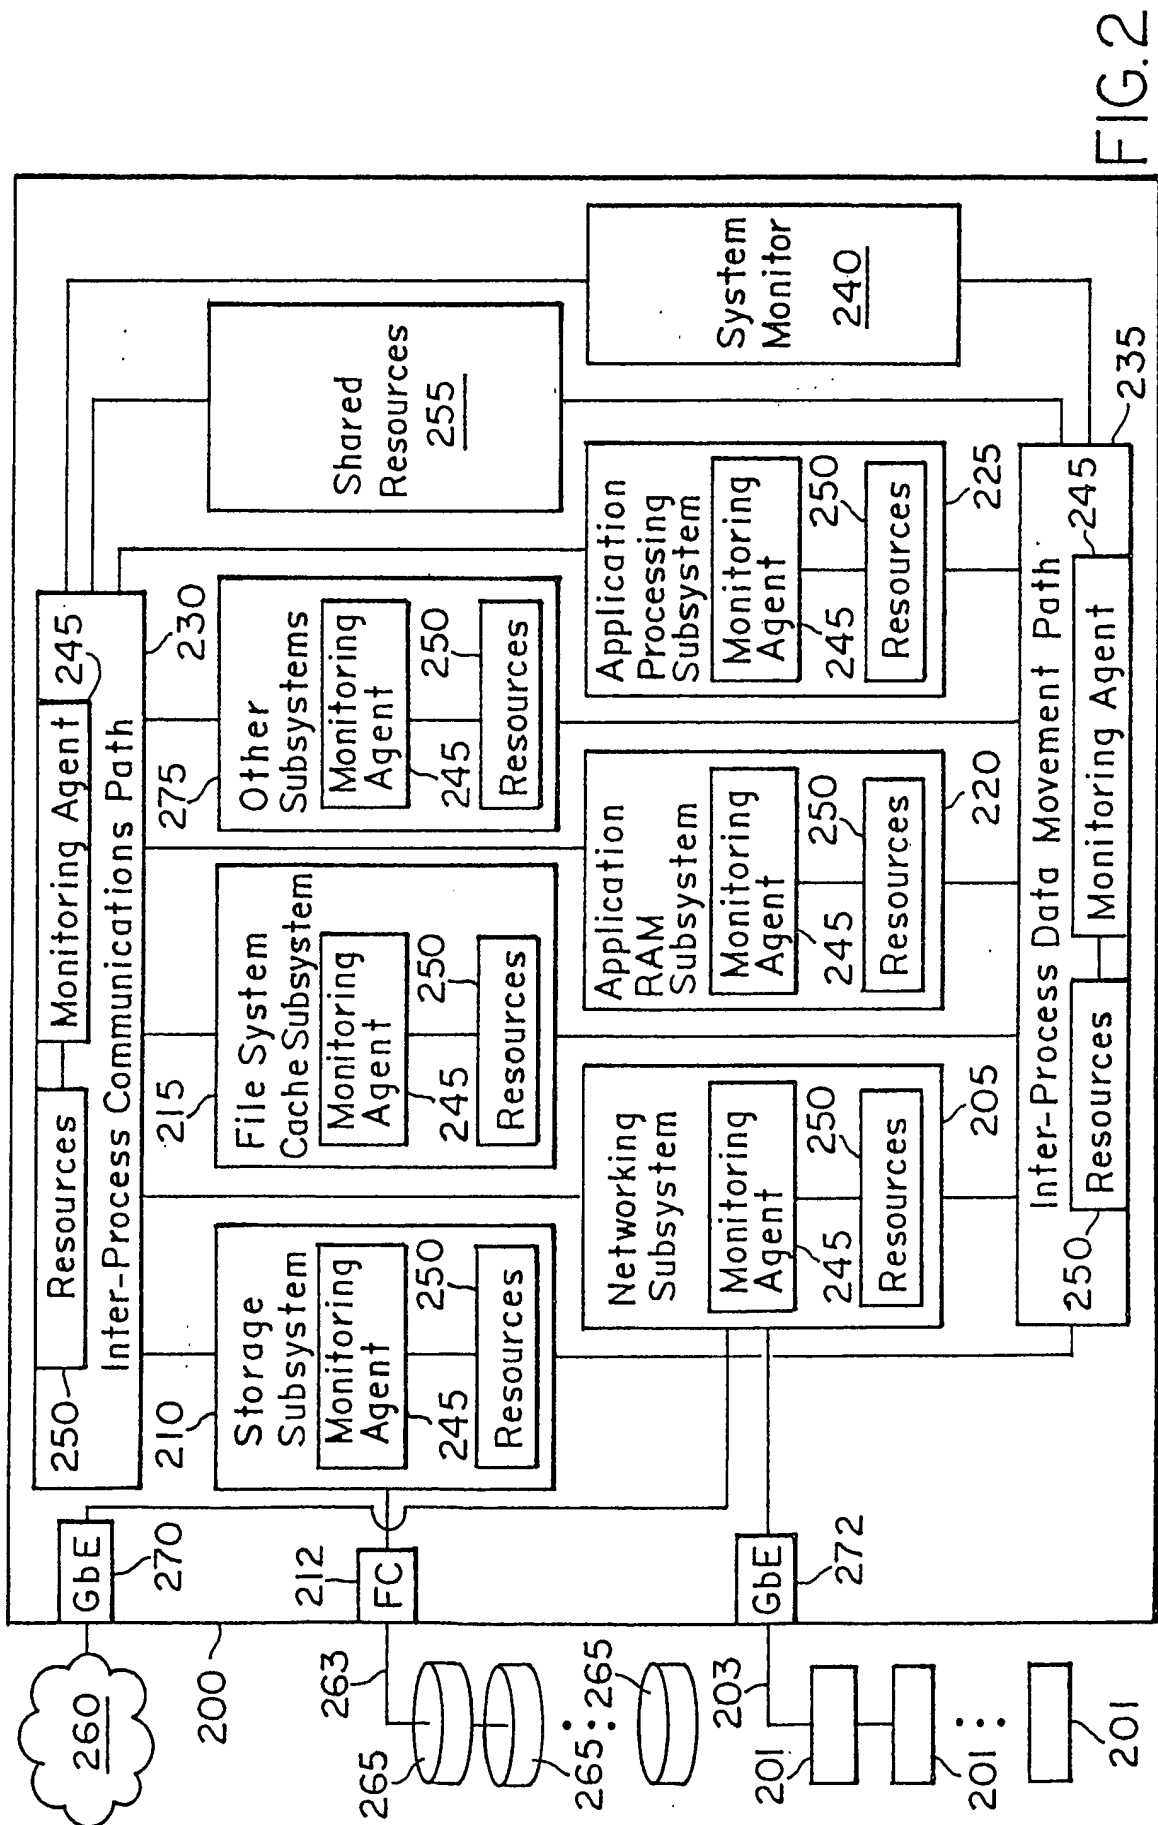 260
GbE
270
200
250
Resources
Monitoring Agent
245
Inter-Process Communications Path
230
263
265
265
265
265
212
FC
210
Storage
Subsystem
Monitoring
Agent
245
250
Resources
215
File System
Cache Subsystem
Monitoring
Agent
245
250
Resources
275
Other
Subsystems
Monitoring
Agent
245
250
Resources
Shared
Resources
255
System
Monitor
240
203
201
201
201
GbE
272
Networking
Subsystem
Monitoring
Agent
245
250
Resources
205
Application
RAM
Subsystem
Monitoring
Agent
245
250
Resources
220
Application
Processing
Subsystem
Monitoring
Agent
245
250
Resources
225
Inter-Process Data Movement Path
235
250
Resources
Monitoring Agent
245
FIG.2